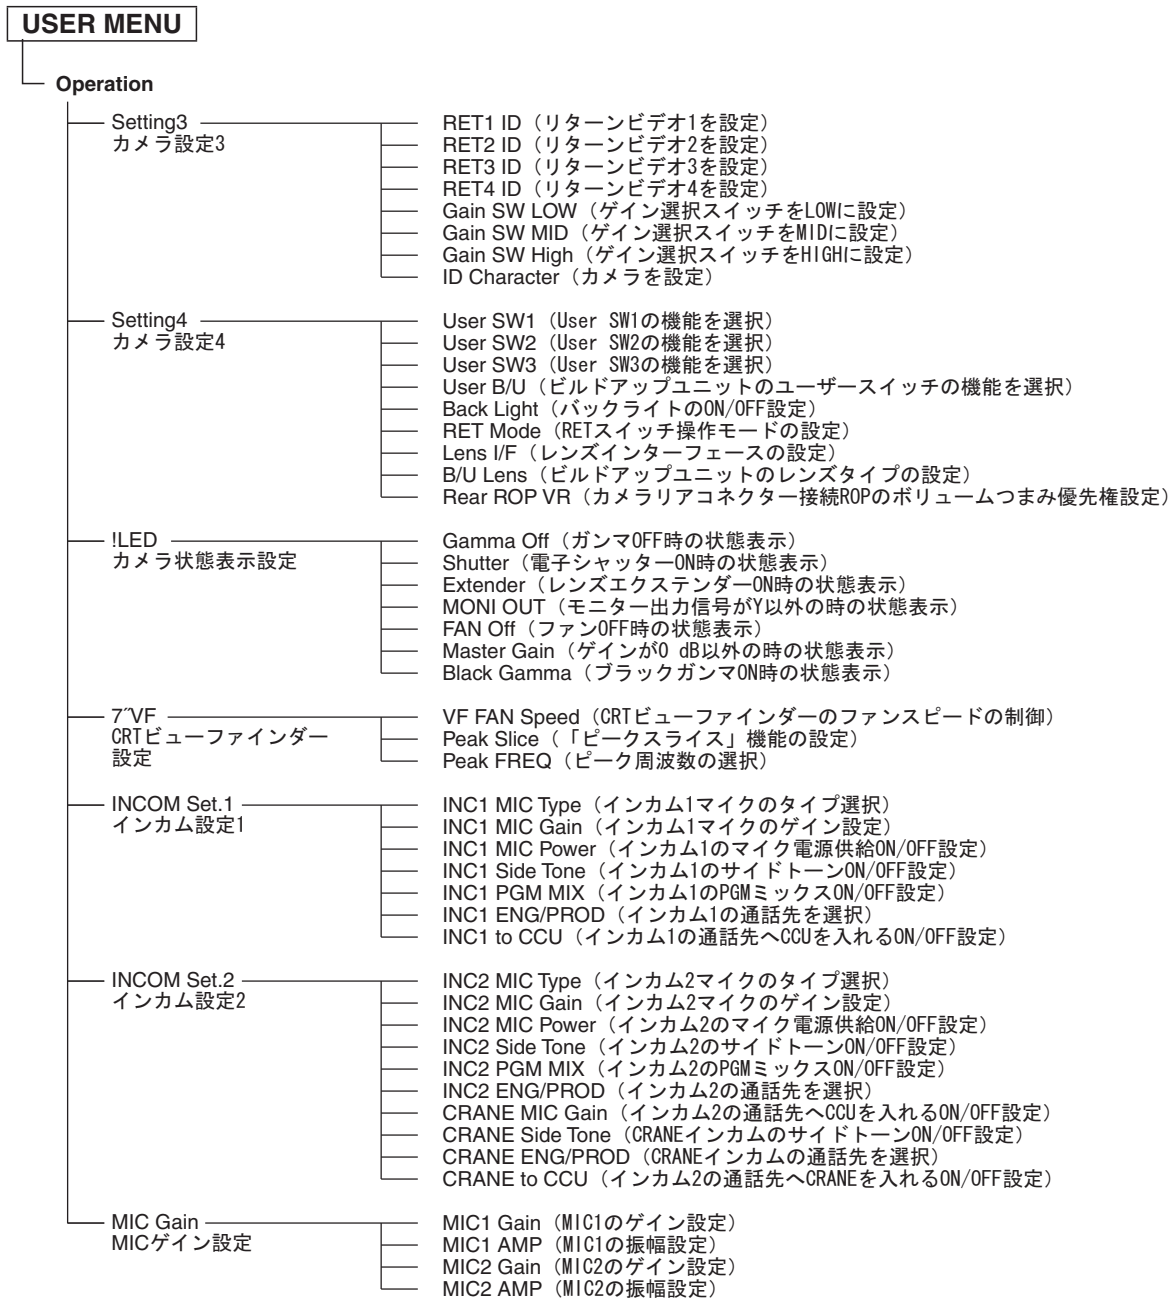 USER MENU
Operation
Setting3
カメラ設定3
RET1 ID（リターンビデオ1を設定）
RET2 ID（リターンビデオ2を設定）
RET3 ID（リターンビデオ3を設定）
RET4 ID（リターンビデオ4を設定）
Gain SW LOW（ゲイン選択スイッチをLOWに設定）
Gain SW MID（ゲイン選択スイッチをMIDに設定）
Gain SW High（ゲイン選択スイッチをHIGHに設定）
ID Character（カメラを設定）
Setting4
カメラ設定4
User SW1（User SW1の機能を選択）
User SW2（User SW2の機能を選択）
User SW3（User SW3の機能を選択）
User B/U（ビルドアップユニットのユーザースイッチの機能を選択）
Back Light（バックライトのON/OFF設定）
RET Mode（RETスイッチ操作モードの設定）
Lens I/F（レンズインターフェースの設定）
B/U Lens（ビルドアップユニットのレンズタイプの設定）
Rear ROP VR（カメラリアコネクター接続ROPのボリュームつまみ優先権設定）
!LED
カメラ状態表示設定
Gamma Off（ガンマOFF時の状態表示）
Shutter（電子シャッターON時の状態表示）
Extender（レンズエクステンダーON時の状態表示）
MONI OUT（モニター出力信号がY以外の時の状態表示）
FAN Off（ファンOFF時の状態表示）
Master Gain（ゲインが0 dB以外の時の状態表示）
Black Gamma（ブラックガンマON時の状態表示）
7˝VF
CRTビューファインダー
設定
VF FAN Speed（CRTビューファインダーのファンスピードの制御）
Peak Slice（「ピークスライス」機能の設定）
Peak FREQ（ピーク周波数の選択）
INCOM Set.1
インカム設定1
INC1 MIC Type（インカム1マイクのタイプ選択）
INC1 MIC Gain（インカム1マイクのゲイン設定）
INC1 MIC Power（インカム1のマイク電源供給ON/OFF設定）
INC1 Side Tone（インカム1のサイドトーンON/OFF設定）
INC1 PGM MIX（インカム1のPGMミックスON/OFF設定）
INC1 ENG/PROD（インカム1の通話先を選択）
INC1 to CCU（インカム1の通話先へCCUを入れるON/OFF設定）
INCOM Set.2
インカム設定2
INC2 MIC Type（インカム2マイクのタイプ選択）
INC2 MIC Gain（インカム2マイクのゲイン設定）
INC2 MIC Power（インカム2のマイク電源供給ON/OFF設定）
INC2 Side Tone（インカム2のサイドトーンON/OFF設定）
INC2 PGM MIX（インカム2のPGMミックスON/OFF設定）
INC2 ENG/PROD（インカム2の通話先を選択）
CRANE MIC Gain（インカム2の通話先へCCUを入れるON/OFF設定）
CRANE Side Tone（CRANEインカムのサイドトーンON/OFF設定）
CRANE ENG/PROD（CRANEインカムの通話先を選択）
CRANE to CCU（インカム2の通話先へCRANEを入れるON/OFF設定）
MIC Gain
MICゲイン設定
MIC1 Gain（MIC1のゲイン設定）
MIC1 AMP（MIC1の振幅設定）
MIC2 Gain（MIC2のゲイン設定）
MIC2 AMP（MIC2の振幅設定）